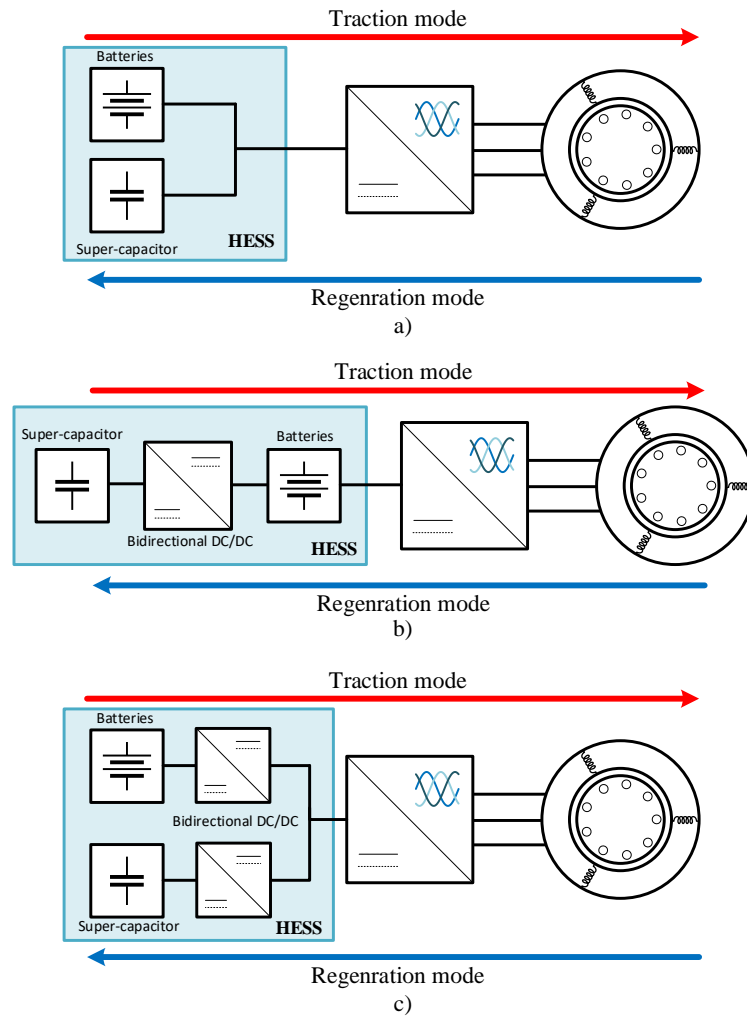 Traction mode
Batteries
Super-capacitor
HESS
Regenration mode
a)
Traction mode
Super-capacitor
Batteries
Bidirectional DC/DC
HESS
Regenration mode
b)
Traction mode
Batteries
Bidirectional DC/DC
Super-capacitor
HESS
Regenration mode
c)